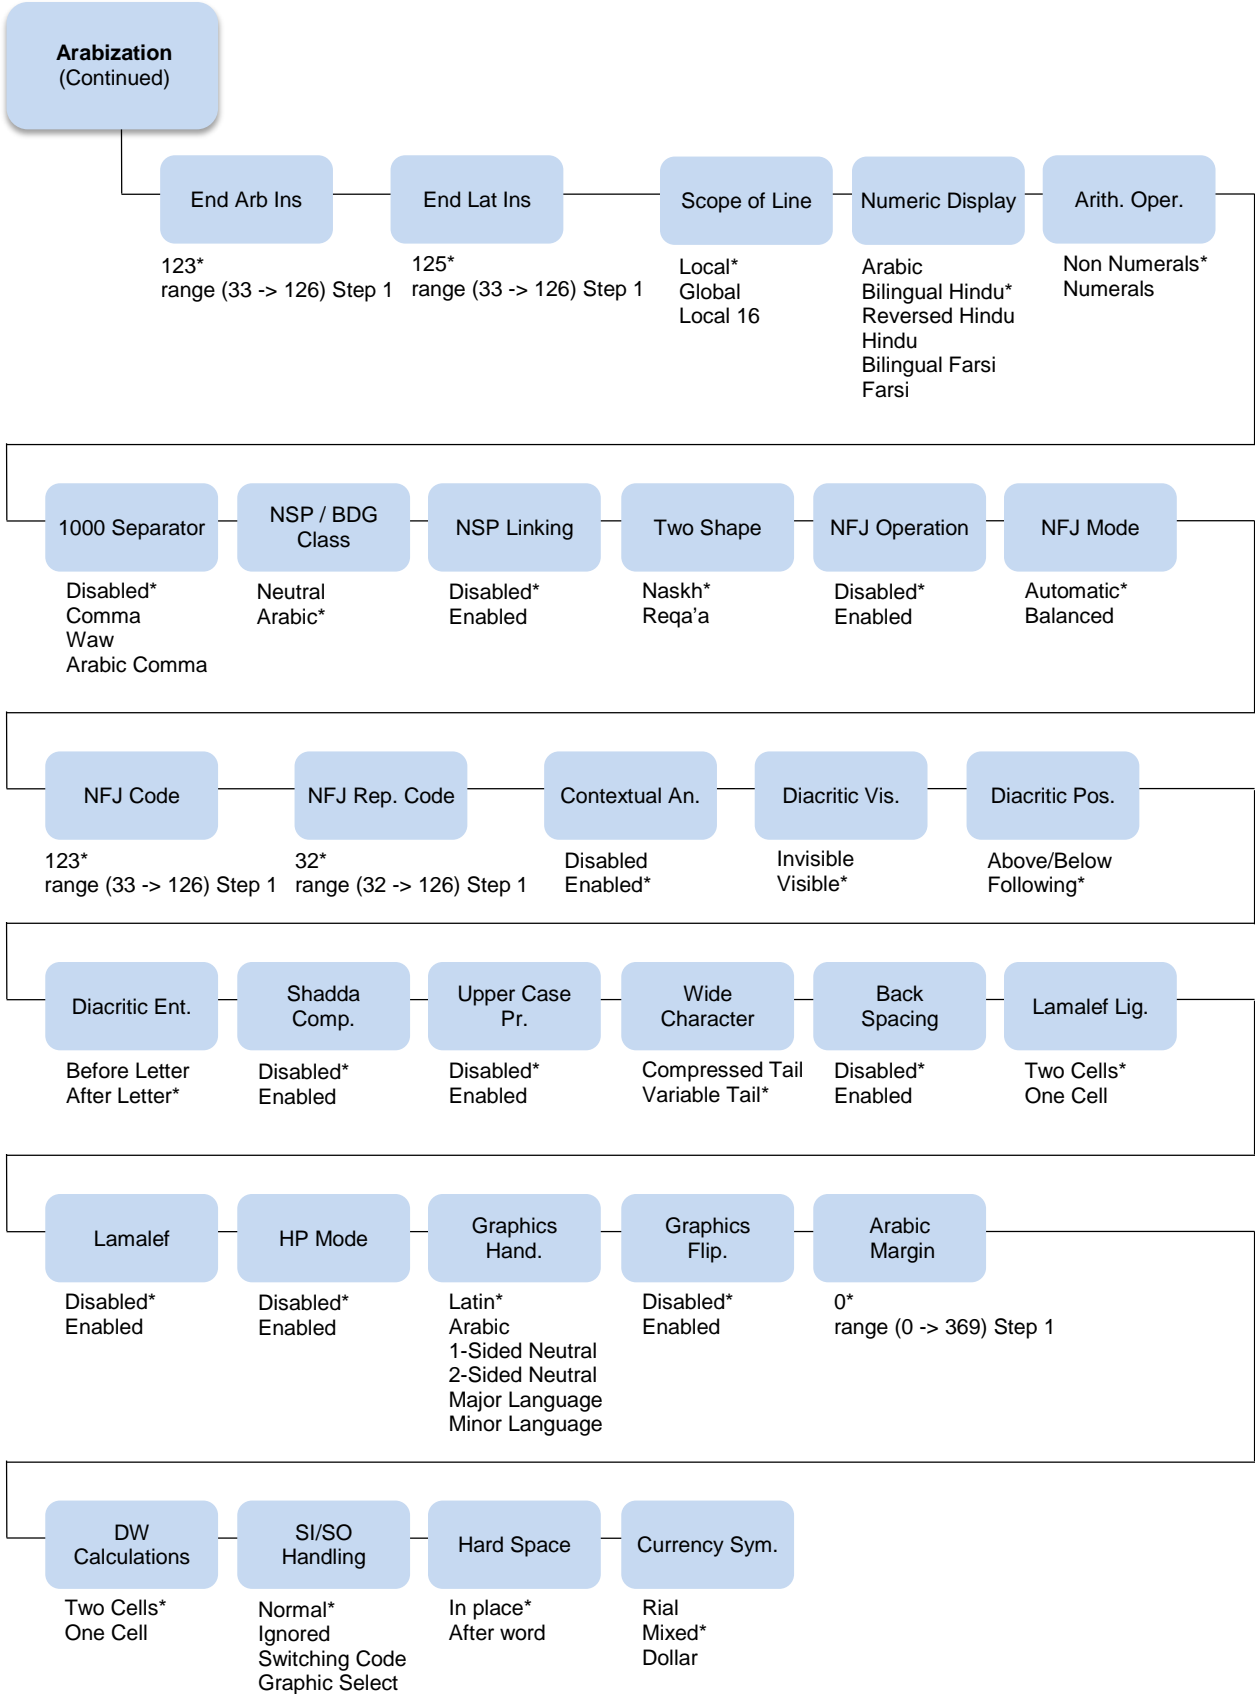 Arabization
(Continued)
End Arb Ins
123*
range (33 -> 126) Step 1
End Lat Ins
125*
range (33 -> 126) Step 1
Scope of Line
Local*
Global
Local 16
Numeric Display
Arabic
Bilingual Hindu*
Reversed Hindu
Hindu
Bilingual Farsi
Farsi
Arith. Oper.
Non Numerals*
Numerals
1000 Separator
Disabled*
Comma
Waw
Arabic Comma
NSP / BDG
Class
Neutral
Arabic*
NSP Linking
Disabled*
Enabled
Two Shape
Naskh*
Reqa’a
NFJ Operation
Disabled*
Enabled
NFJ Mode
Automatic*
Balanced
NFJ Code
123*
range (33 -> 126) Step 1
NFJ Rep. Code
32*
range (32 -> 126) Step 1
Contextual An.
Disabled
Enabled*
Diacritic Vis.
Invisible
Visible*
Diacritic Pos.
Above/Below
Following*
Diacritic Ent.
Before Letter
After Letter*
Shadda
Comp.
Disabled*
Enabled
Upper Case
Pr.
Disabled*
Enabled
Wide
Character
Compressed Tail
Variable Tail*
Back
Spacing
Disabled*
Enabled
Lamalef Lig.
Two Cells*
One Cell
Lamalef
Disabled*
Enabled
HP Mode
Disabled*
Enabled
Graphics
Hand.
Latin*
Arabic
1-Sided Neutral
2-Sided Neutral
Major Language
Minor Language
Graphics
Flip.
Disabled*
Enabled
Arabic
Margin
0*
range (0 -> 369) Step 1
DW
Calculations
Two Cells*
One Cell
SI/SO
Handling
Normal*
Ignored
Switching Code
Graphic Select
Hard Space
In place*
After word
Currency Sym.
Rial
Mixed*
Dollar